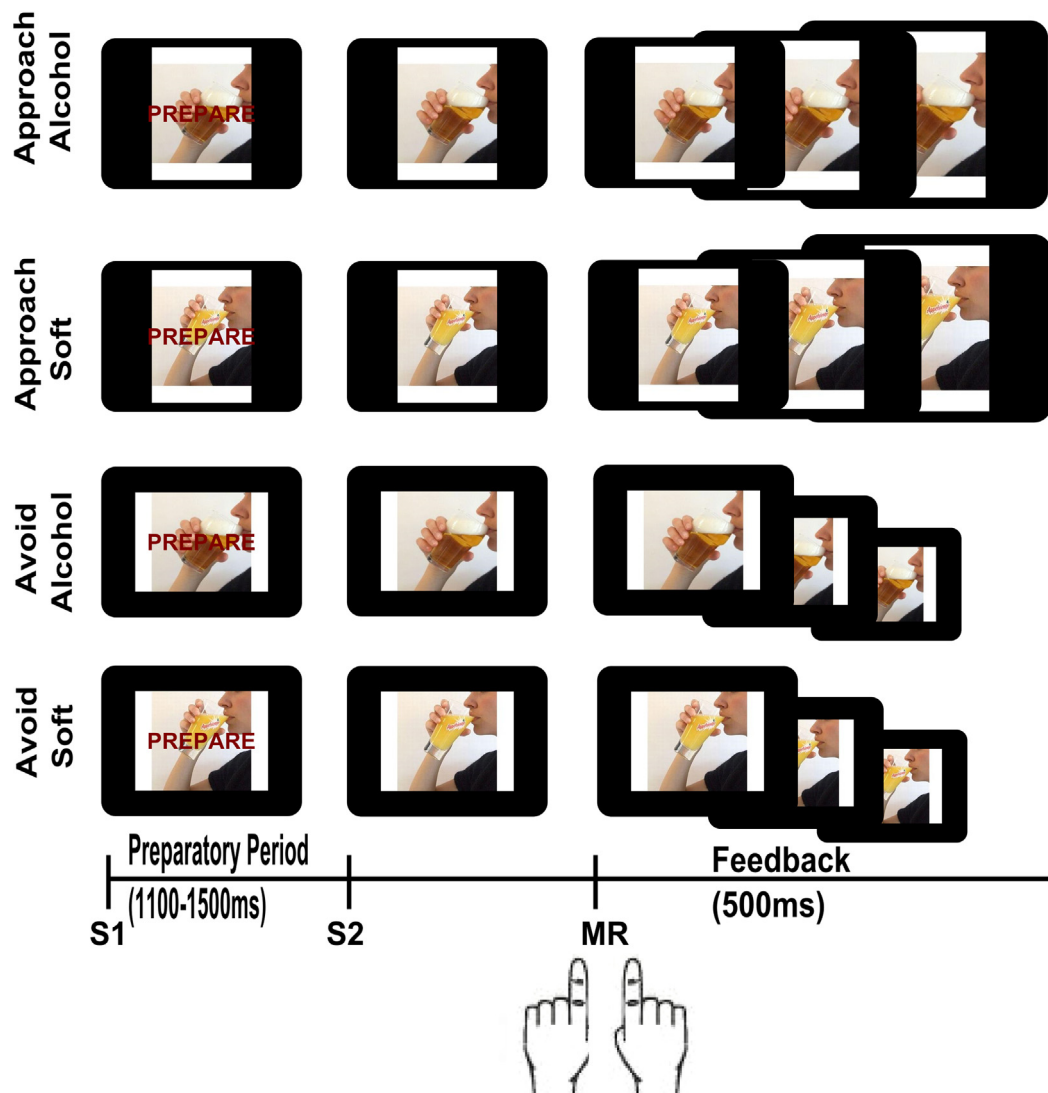 Approach
Alcohol
PREPARE
Approach
Soft
PREPARE
Avoid
Alcohol
PREPARE
Avoid
Soft
PREPARE
Preparatory Period
(1100-1500ms)
Feedback
(500ms)
S1
S2
MR